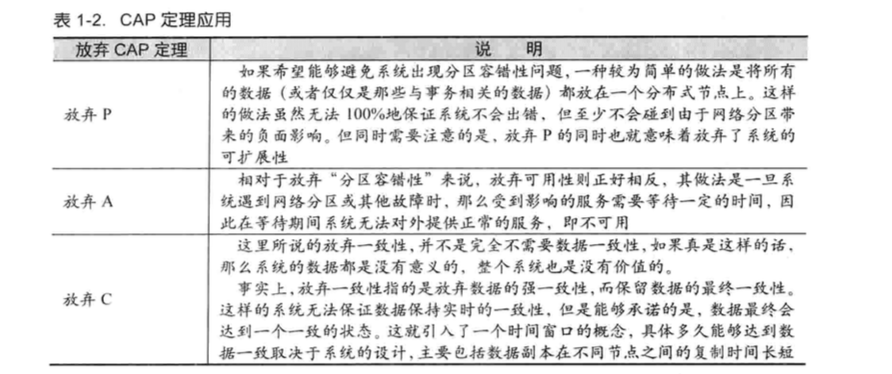 表 1-2. CAP 定理应用
放弃 CAP 定理
说 明
放弃 P
如果希望能够避免系统出现分区容错性问题，一种较为简单的做法是将所有
的数据（或者仅仅是那些与事务相关的数据）都放在一个分布式节点上。这样
的做法虽然无法 100%地保证系统不会出错，但至少不会碰到由于网络分区带
来的负面影响。但同时需要注意的是，放弃 P 的同时也就意味着放弃了系统的
可扩展性
放弃 A
相对于放弃“分区容错性”来说，放弃可用性则正好相反，其做法是一旦系
统遇到网络分区或其他故障时，那么受到影响的服务需要等待一定的时间，因
此在等待期间系统无法对外提供正常的服务，即不可用
放弃 C
这里所说的放弃一致性，并不是完全不需要数据一致性，如果真是这样的话，
那么系统的数据都是没有意义的，整个系统也是没有价值的。
事实上，放弃一致性指的是放弃数据的强一致性，而保留数据的最终一致性。
这样的系统无法保证数据保持实时的一致性，但是能够承诺的是，数据最终会
达到一个一致的状态。这就引入了一个时间窗口的概念，具体多久能够达到数
据一致取决于系统的设计，主要包括数据副本在不同节点之间的复制时间长短